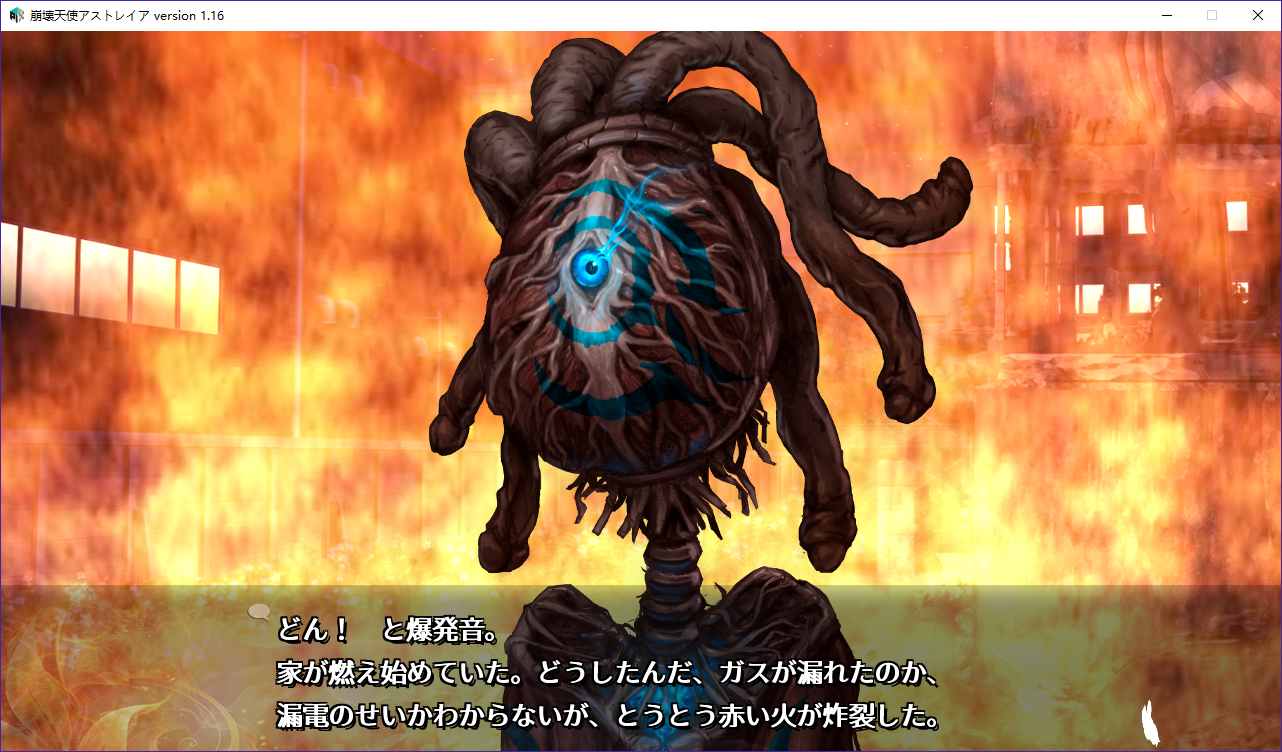 崩壊天使アストレイア version 1.16
どん！　と爆発音。
家が燃え始めていた。どうしたんだ、ガスが漏れたのか、
漏電のせいかわからないが、とうとう赤い火が炸裂した。